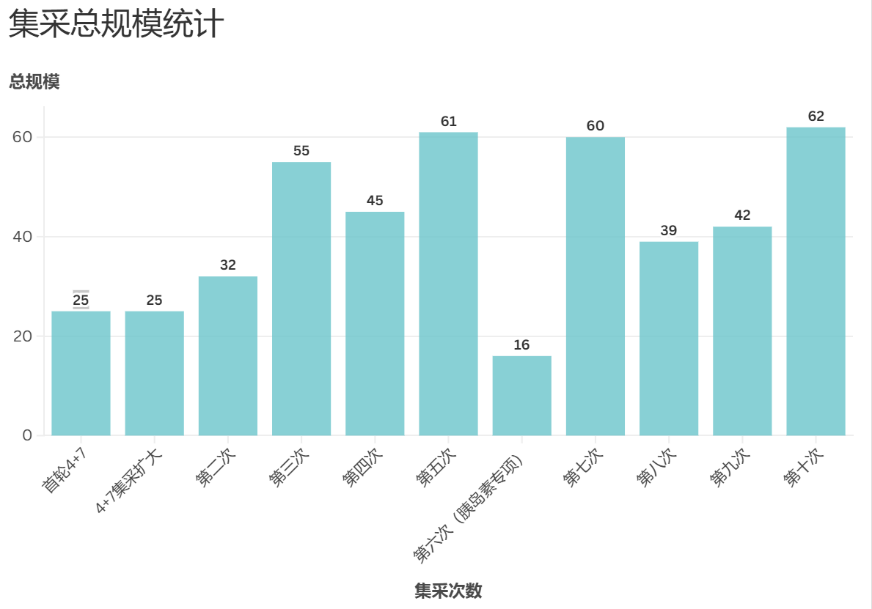 集采总规模统计
总规模
60
40
20
0
25
25
32
55
45
61
16
60
39
42
62
首轮4+7
4+7集采扩大
第二次
第三次
第四次
第五次
第六次（胰岛素专项）
第七次
第八次
第九次
第十次
集采次数